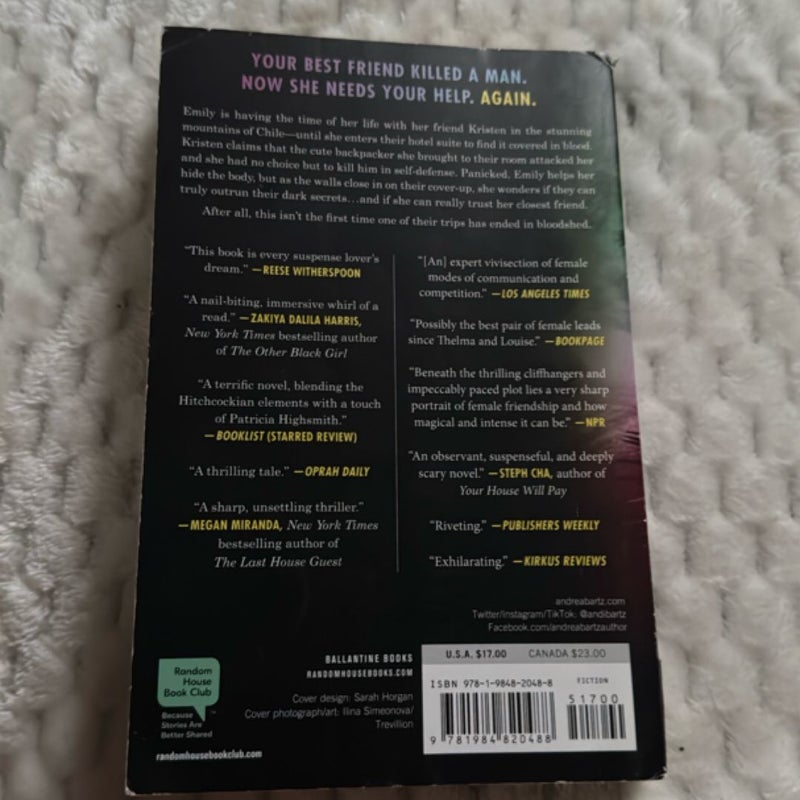 YOUR BEST FRIEND KILLED A MAN.
NOW SHE NEEDS YOUR HELP. AGAIN.
Emily is having the time of her life with her friend Kristen in the stunning
mountains of Chile—until she enters their hotel suite to find it covered in blood.
Kristen claims that the cute backpacker she brought to their room attacked her
and she had no choice but to kill him in self-defense. Panicked, Emily helps her
hide the body, but as the walls close in on their cover-up, she wonders if they can
truly outrun their dark secrets...and if she can really trust her closest friend.
After all, this isn't the first time one of their trips has ended in bloodshed.
“This book is every suspense lover's
dream.” —REESE WITHERSPOON
“A nail-biting, immersive whirl of a
read.” —ZAKIYA DALILA HARRIS,
New York Times bestselling author
of The Other Black Girl
“A terrific novel, blending the
Hitchcockian elements with a touch
of Patricia Highsmith.”
—BOOKLIST (STARRED REVIEW)
“A thrilling tale.” —OPRAH DAILY
“A sharp, unsettling thriller.”
—MEGAN MIRANDA, New York Times
bestselling author of
The Last House Guest
“[An] expert vivisection of female
modes of communication and
competition.” —LOS ANGELES TIMES
“Possibly the best pair of female leads
since Thelma and Louise.” —BOOKPAGE
“Beneath the thrilling cliffhangers and
impeccably paced plot lies a very sharp
portrait of female friendship and how
magical and intense it can be.” —NPR
“An observant, suspenseful, and deeply
scary novel.” —STEPH CHA, author of
Your House Will Pay
“Riveting.” —PUBLISHERS WEEKLY
“Exhilarating.” —KIRKUS REVIEWS
andreabartz.com
Twitter/Instagram/TikTok: @andibartz
Facebook.com/andreabartzauthor
Random
House
Book Club
Because
Stories Are
Better Shared
randomhousebookclub.com
BALLANTINE BOOKS
RANDOMHOUSEBOOKS.COM
Cover design: Sarah Horgan
Cover photograph/art: Ilina Simeonova/
Trevillion
U.S.A. $17.00 CANADA $23.00
ISBN 978-1-9848-2048-8
FICTION
51700
9 781984 820488